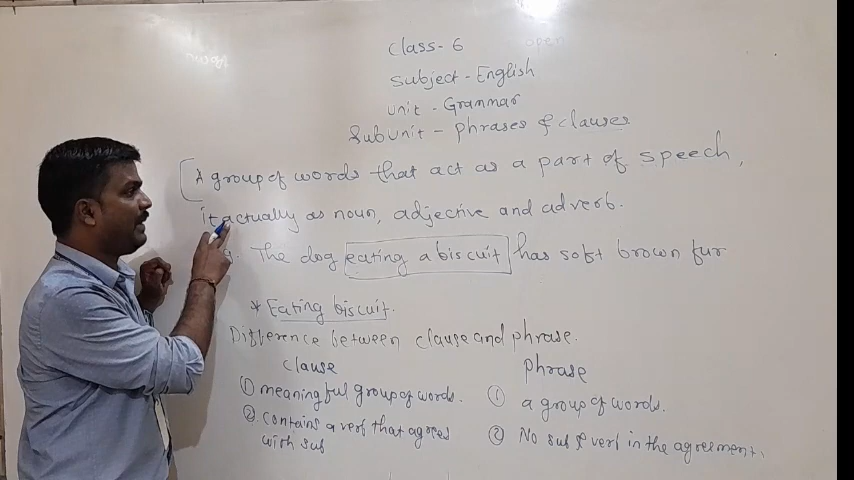 Class-6
Subject-English
Unit-Grammar
Sub Unit - phrases & clauses
A group of words that act as a part of speech,
it actually as noun, adjective and adverb.
g. The dog eating a biscuit has soft brown fur
* Eating biscuit.
Difference between clause and phrase.
Clause
Phrase
① meaningful group of words.
① a group of words.
② contains a verb that agrees
with sub
② No sub & verb in the agreement.